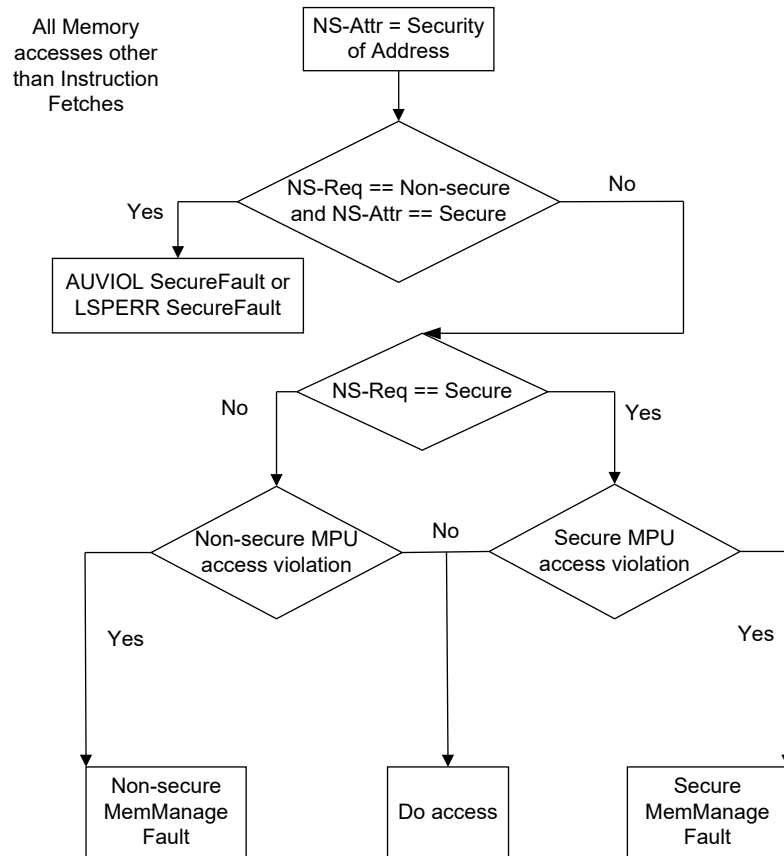 All Memory
accesses other
than Instruction
Fetches
NS-Attr = Security
of Address
NS-Req == Non-secure
and NS-Attr == Secure
Yes
No
AUVIOL SecureFault or
LSPERR SecureFault
NS-Req == Secure
No
Yes
Non-secure MPU
access violation
No
Secure MPU
access violation
Yes
Yes
Non-secure
MemManage
Fault
Do access
Secure
MemManage
Fault